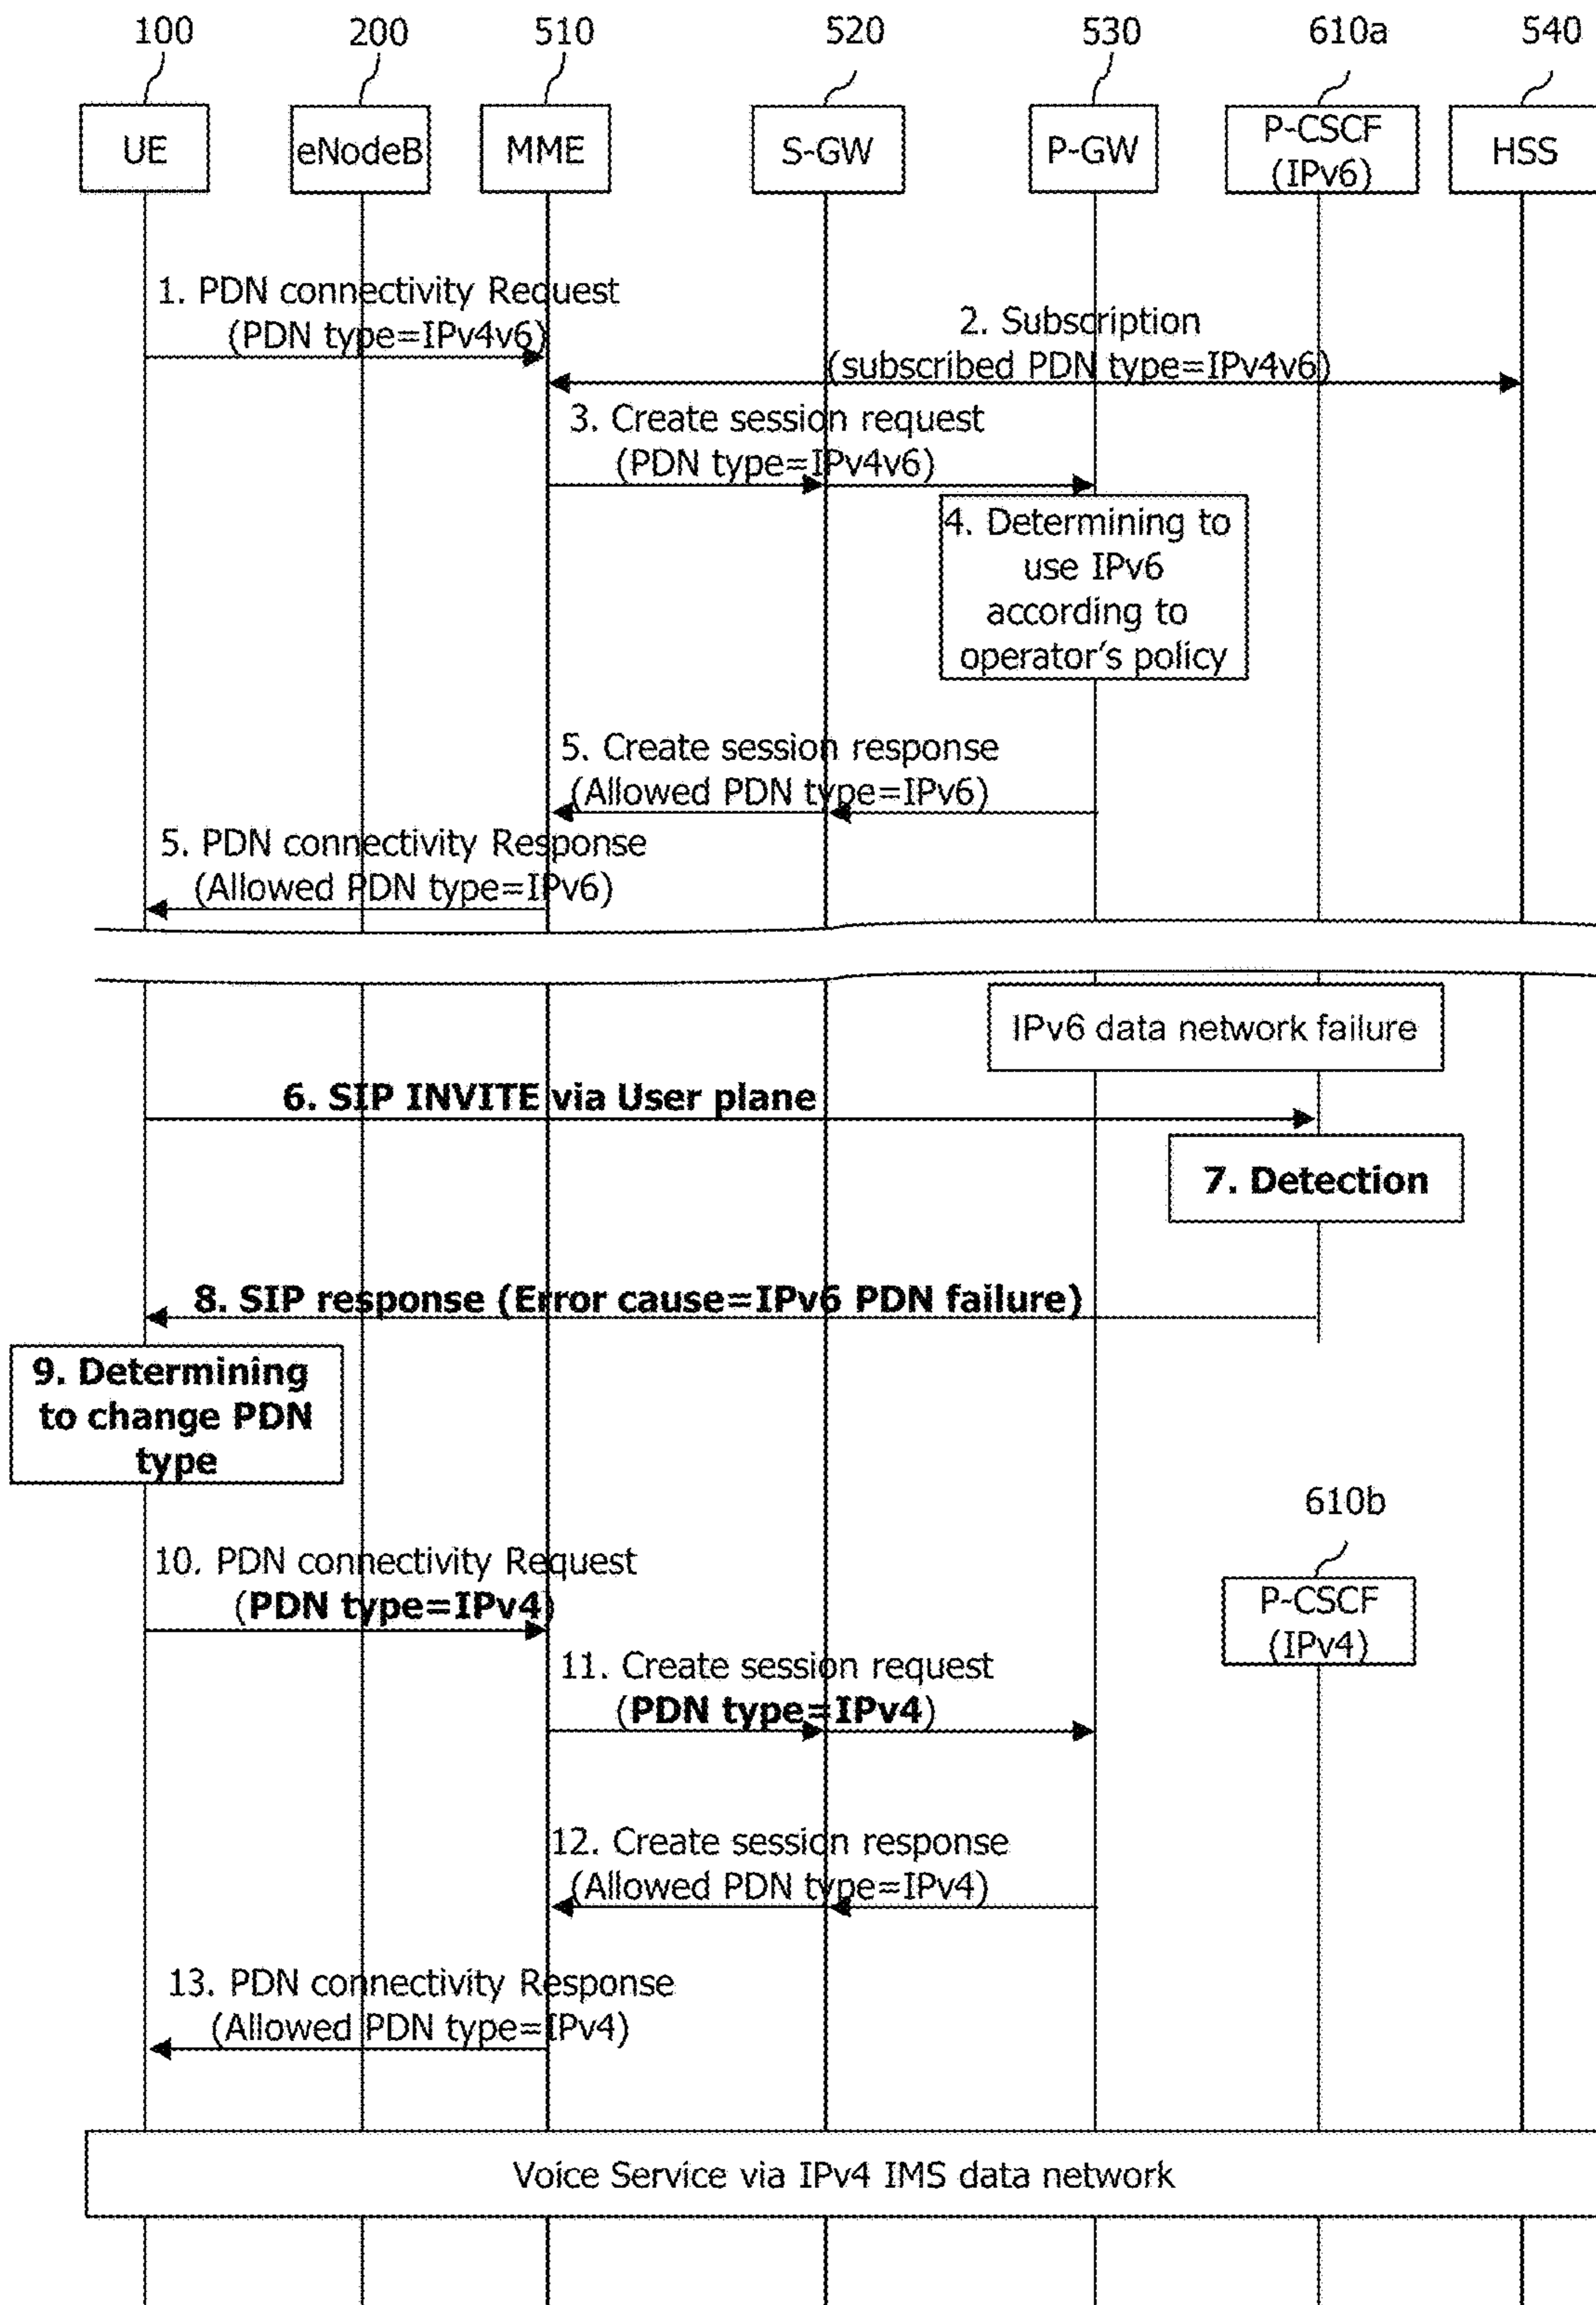 100
200
510
520
530
610a
540
UE
eNodeB
MME
S-GW
P-GW
P-CSCF
(IPv6)
HSS
1. PDN connectivity Request
(PDN type=IPv4v6)
2. Subscription
(subscribed PDN type=IPv4v6)
3. Create session request
(PDN type=IPv4v6)
4. Determining to
use IPv6
according to
operator's policy
5. Create session response
(Allowed PDN type=IPv6)
5. PDN connectivity Response
(Allowed PDN type=IPv6)
IPv6 data network failure
6. SIP INVITE via User plane
7. Detection
8. SIP response (Error cause=IPv6 PDN failure)
9. Determining
to change PDN
type
610b
P-CSCF
(IPv4)
10. PDN connectivity Request
(PDN type=IPv4)
11. Create session request
(PDN type=IPv4)
12. Create session response
(Allowed PDN type=IPv4)
13. PDN connectivity Response
(Allowed PDN type=IPv4)
Voice Service via IPv4 IMS data network